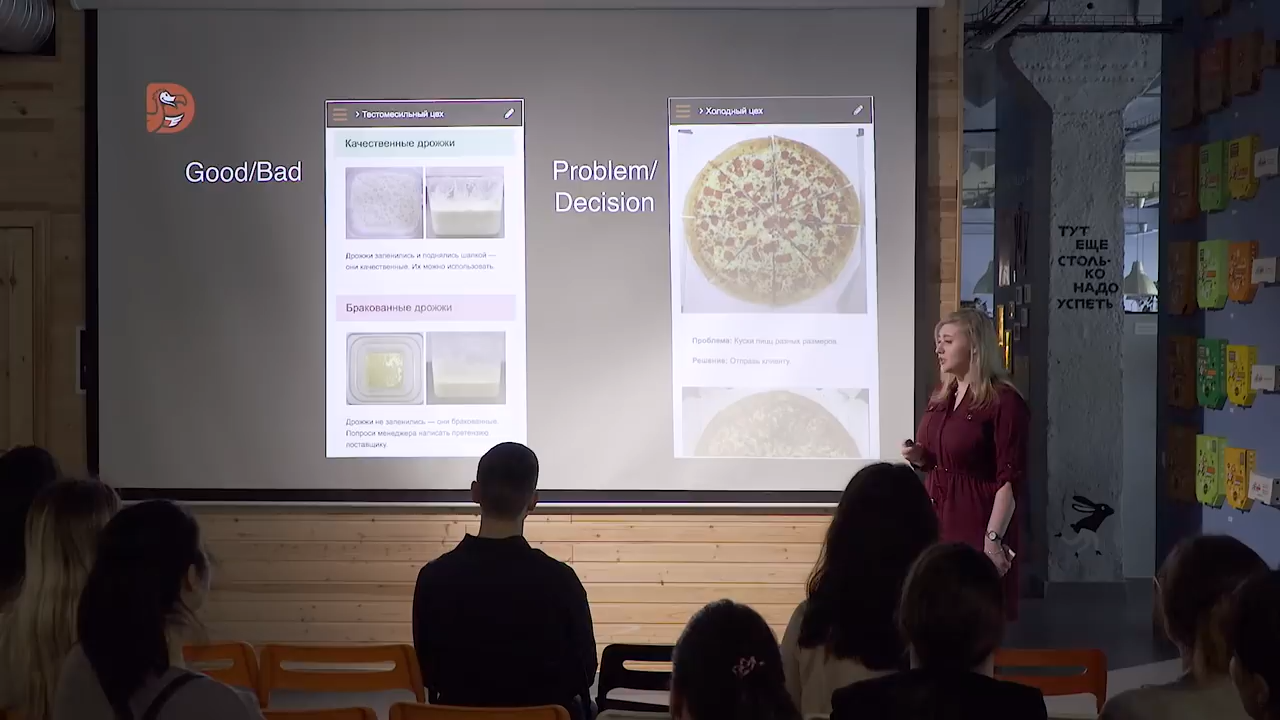 Good/Bad
> Тестомесильный цех
Качественные дрожжи
Дрожжи запенились и поднялись шапкой —
они качественные. Их можно использовать.
Бракованные дрожжи
Дрожжи не запенились — они бракованные.
Попроси менеджера написать претензию
поставщику.
Problem/
Decision
> Холодный цех
Проблема: Куски пиццы разных размеров.
Решение: Отправь клиенту.
ТУТ
ЕЩЕ
СТОЛЬ-
КО
НАДО
УСПЕТЬ